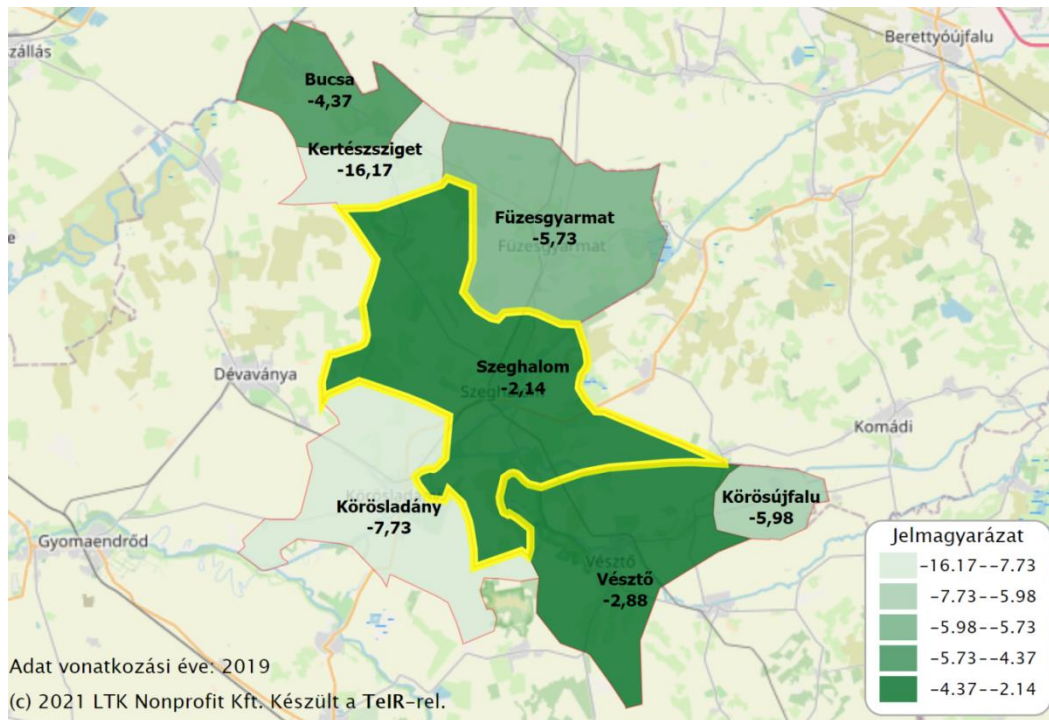 zállás
Berettyóújfalu
Bucsa
-4,37
Kertészsziget
-16,17
Füzesgyarmat
-5,73
Füzesgyarmat
Szeghalom
-2,14
Szeghalom
Dévaványa
Komádi
Körösladány
Körösladány
-7,73
Körösújfalu
-5,98
Gyomaendrőd
Vésztő
Vésztő
-2,88
Jelmagyarázat
-16.17--7.73
-7.73--5.98
-5.98--5.73
-5.73--4.37
-4.37--2.14
Adat vonatkozási éve: 2019
(c) 2021 LTK Nonprofit Kft. Készült a TeIR-rel.